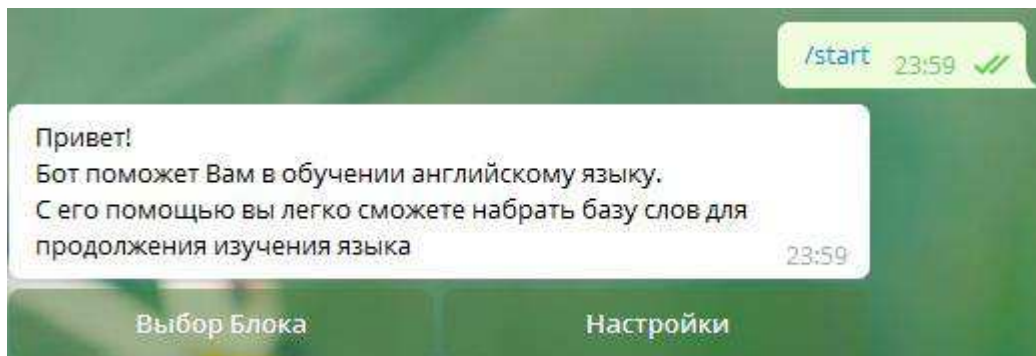 /start 23:59
Привет!
Бот поможет Вам в обучении английскому языку.
С его помощью вы легко сможете набрать базу слов для
продолжения изучения языка
23:59
Выбор Блока Настройки